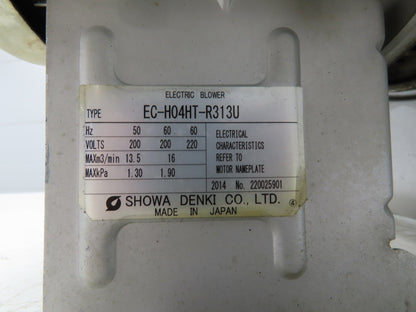 ELECTRIC BLOWER
TYPE EC-H04HT-R313U
Hz 50 60 60
VOLTS 200 200 220
MAXm3/min 13.5 16
MAXkPa 1.30 1.90
ELECTRICAL
CHARACTERISTICS
REFER TO
MOTOR NAMEPLATE
2014 No. 220025901
SHOWA DENKI CO., LTD. ④
MADE IN JAPAN